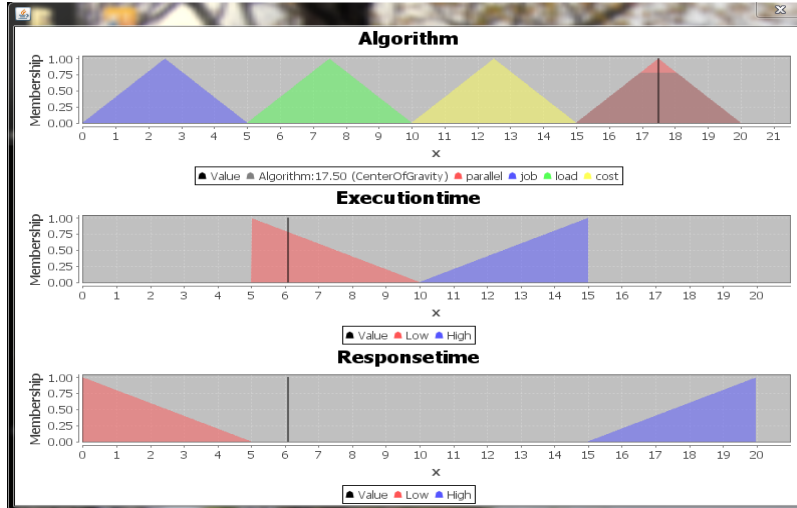 Algorithm
Membership
1.00
0.75
0.50
0.25
0.00
0 1 2 3 4 5 6 7 8 9 10 11 12 13 14 15 16 17 18 19 20 21
x
Value Algorithm:17.50 (CenterOfGravity) parallel job load cost
Executiontime
Membership
1.00
0.75
0.50
0.25
0.00
0 1 2 3 4 5 6 7 8 9 10 11 12 13 14 15 16 17 18 19 20
x
Value Low High
Responsetime
Membership
1.00
0.75
0.50
0.25
0.00
0 1 2 3 4 5 6 7 8 9 10 11 12 13 14 15 16 17 18 19 20
x
Value Low High